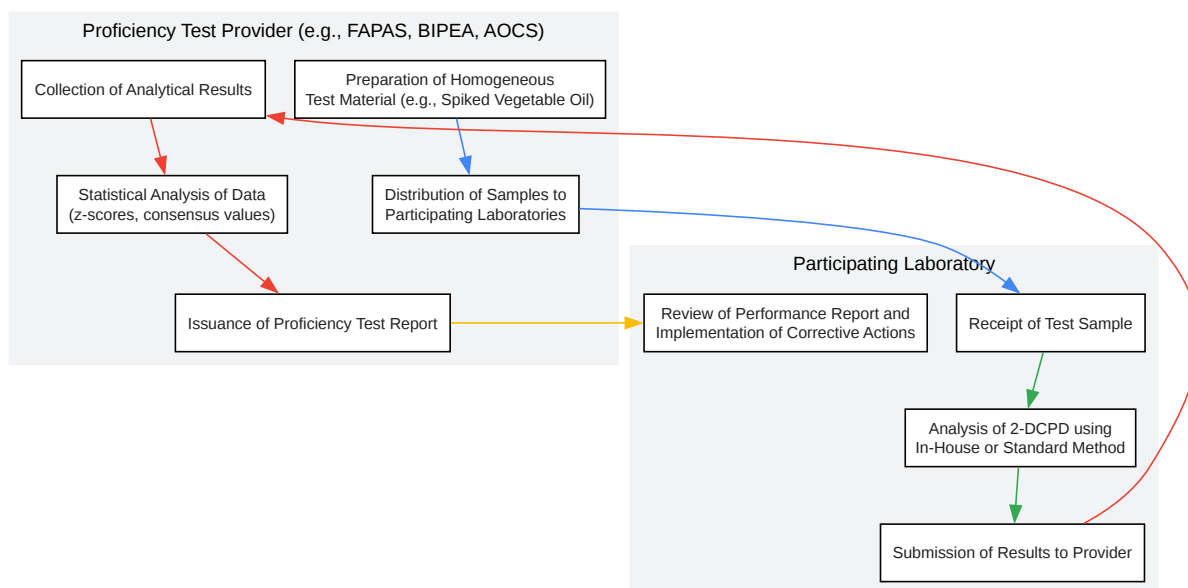 Proficiency Test Provider (e.g., FAPAS, BIPEA, AOCS)
Collection of Analytical Results
Preparation of Homogeneous
Test Material (e.g., Spiked Vegetable Oil)
Statistical Analysis of Data
(z-scores, consensus values)
Distribution of Samples to
Participating Laboratories
Issuance of Proficiency Test Report
Participating Laboratory
Review of Performance Report and
Implementation of Corrective Actions
Receipt of Test Sample
Analysis of 2-DCPD using
In-House or Standard Method
Submission of Results to Provider